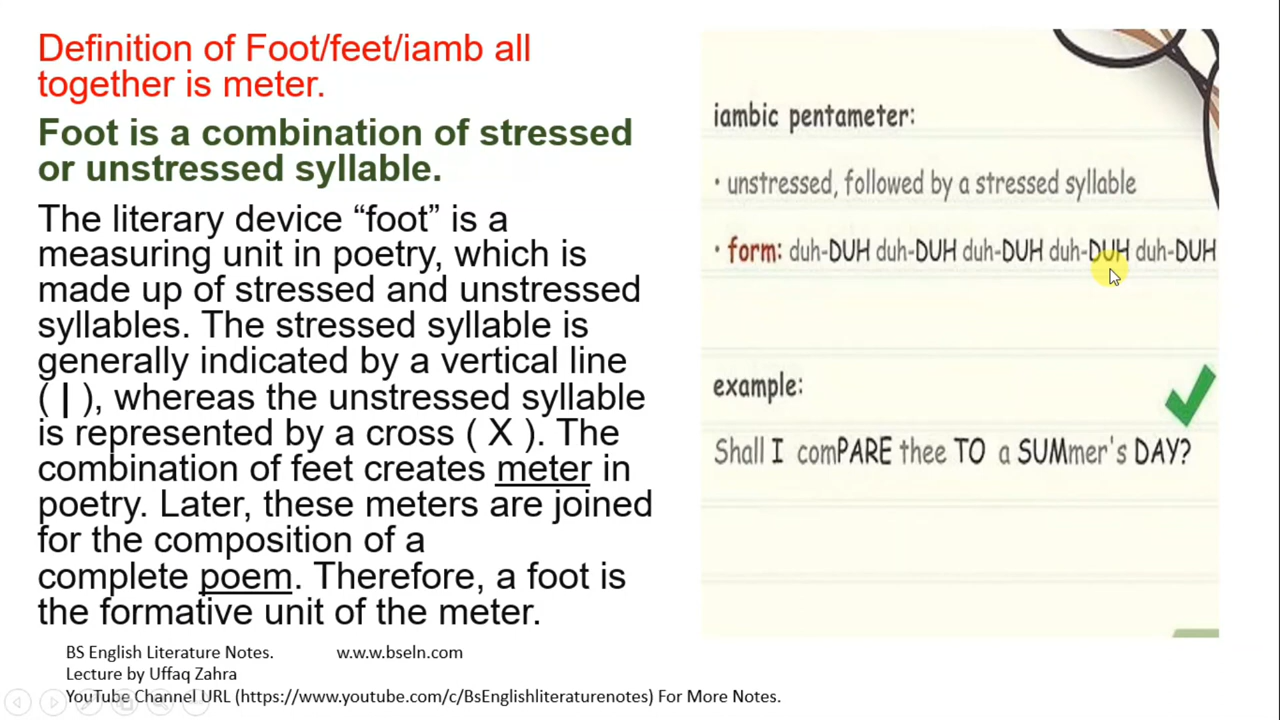 Definition of Foot/feet/iamb all
together is meter.
Foot is a combination of stressed
or unstressed syllable.
The literary device “foot” is a
measuring unit in poetry, which is
made up of stressed and unstressed
syllables. The stressed syllable is
generally indicated by a vertical line
( | ), whereas the unstressed syllable
is represented by a cross ( X ). The
combination of feet creates meter in
poetry. Later, these meters are joined
for the composition of a
complete poem. Therefore, a foot is
the formative unit of the meter.
iambic pentameter:
· unstressed, followed by a stressed syllable
· form: duh-DUH duh-DUH duh-DUH duh-DUH duh-DUH
example:
Shall I comPARE thee TO a SUMmer's DAY?
BS English Literature Notes. w.w.w.bseln.com
Lecture by Uffaq Zahra
YouTube Channel URL (https://www.youtube.com/c/BsEnglishliteraturenotes) For More Notes.